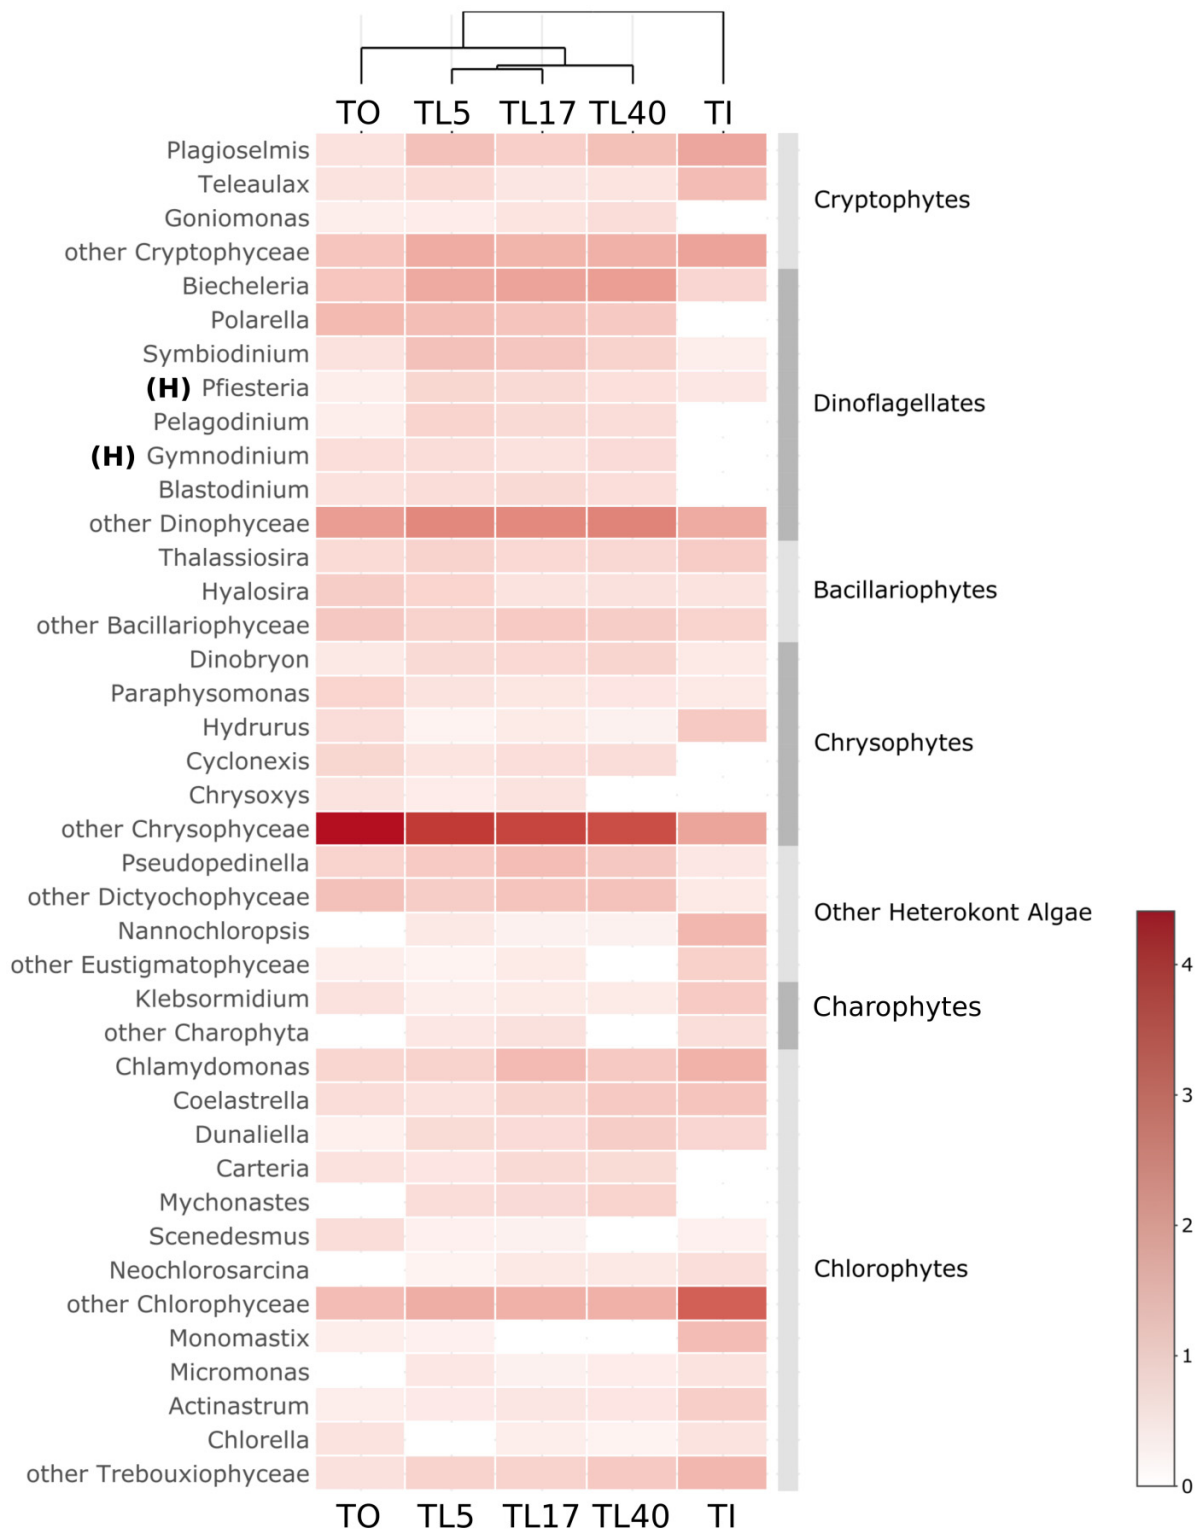 TO TL5 TL17 TL40 TI
Plagioselmis
Teleaulax
Cryptophytes
Goniomonas
other Cryptophyceae
Biecheleria
Polarella
Symbiodinium
(H) Pfiesteria
Dinoflagellates
Pelagodinium
(H) Gymnodinium
Blastodinium
other Dinophyceae
Thalassiosira
Hyalosira
Bacillariophytes
other Bacillariophyceae
Dinobryon
Paraphysomonas
Hydrurus
Chrysophytes
Cyclonexis
Chrysoxys
other Chrysophyceae
Pseudopedinella
other Dictyochophyceae
Other Heterokont Algae
Nannochloropsis
other Eustigmatophyceae
4
Klebsormidium
Charophytes
other Charophyta
Chlamydomonas
Coelastrella
3
Dunaliella
Carteria
Mychonastes
2
Scenedesmus
Neochlorosarcina
Chlorophytes
other Chlorophyceae
Monomastix
1
Micromonas
Actinastrum
Chlorella
other Trebouxiophyceae
0
TO TL5 TL17 TL40 TI